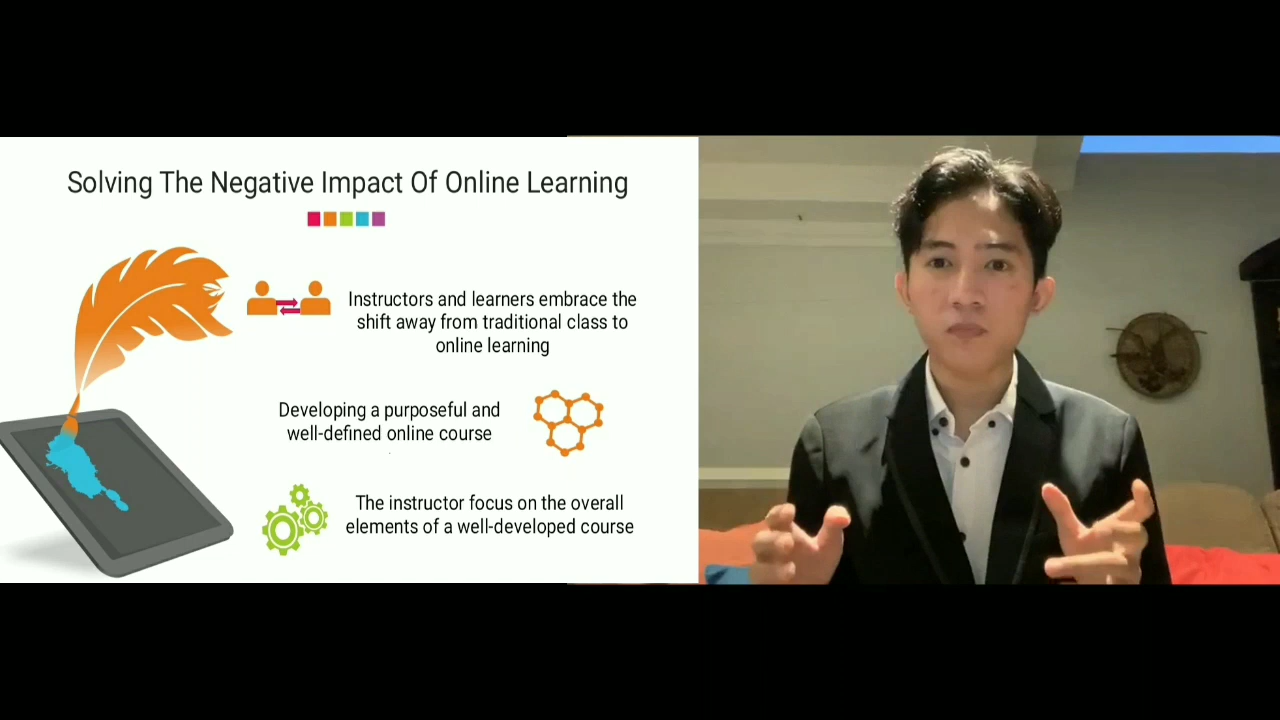 Solving The Negative Impact Of Online Learning
Instructors and learners embrace the
shift away from traditional class to
online learning
Developing a purposeful and
well-defined online course
The instructor focus on the overall
elements of a well-developed course